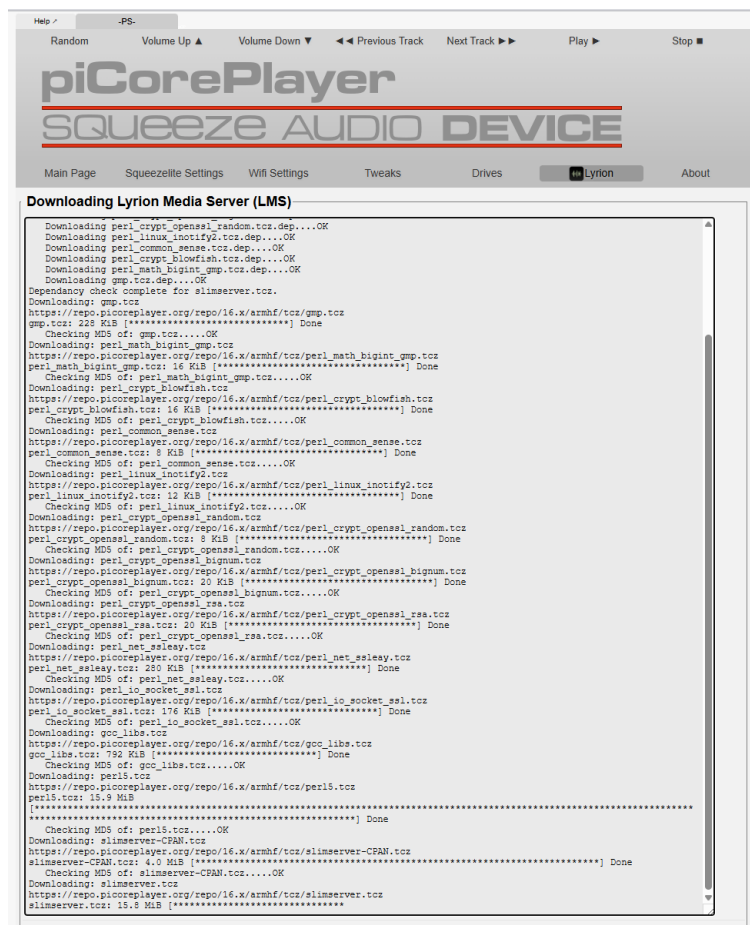 Help ↗ -PS-
Random Volume Up ▲ Volume Down ▼ ◄◄ Previous Track Next Track ►► Play ► Stop ■
piCorePlayer
SQUEEZE AUDIO DEVICE
Main Page Squeezelite Settings Wifi Settings Tweaks Drives Lyrion About
Downloading Lyrion Media Server (LMS)
Downloading perl_crypt_openssl_random.tcz.dep....OK
Downloading perl_linux_inotify2.tcz.dep....OK
Downloading perl_common_sense.tcz.dep....OK
Downloading perl_crypt_blowfish.tcz.dep....OK
Downloading perl_math_bigint_gmp.tcz.dep....OK
Downloading gmp.tcz.dep....OK
Dependancy check complete for slimserver.tcz.
Downloading: gmp.tcz
https://repo.picoreplayer.org/repo/16.x/armhf/tcz/gmp.tcz
gmp.tcz: 228 KiB [*****************************] Done
Checking MD5 of: gmp.tcz.....OK
Downloading: perl_math_bigint_gmp.tcz
https://repo.picoreplayer.org/repo/16.x/armhf/tcz/perl_math_bigint_gmp.tcz
perl_math_bigint_gmp.tcz: 16 KiB [**********************************] Done
Checking MD5 of: perl_math_bigint_gmp.tcz.....OK
Downloading: perl_crypt_blowfish.tcz
https://repo.picoreplayer.org/repo/16.x/armhf/tcz/perl_crypt_blowfish.tcz
perl_crypt_blowfish.tcz: 16 KiB [**********************************] Done
Checking MD5 of: perl_crypt_blowfish.tcz.....OK
Downloading: perl_common_sense.tcz
https://repo.picoreplayer.org/repo/16.x/armhf/tcz/perl_common_sense.tcz
perl_common_sense.tcz: 8 KiB [**********************************] Done
Checking MD5 of: perl_common_sense.tcz.....OK
Downloading: perl_linux_inotify2.tcz
https://repo.picoreplayer.org/repo/16.x/armhf/tcz/perl_linux_inotify2.tcz
perl_linux_inotify2.tcz: 12 KiB [**********************************] Done
Checking MD5 of: perl_linux_inotify2.tcz.....OK
Downloading: perl_crypt_openssl_random.tcz
https://repo.picoreplayer.org/repo/16.x/armhf/tcz/perl_crypt_openssl_random.tcz
perl_crypt_openssl_random.tcz: 8 KiB [**********************************] Done
Checking MD5 of: perl_crypt_openssl_random.tcz.....OK
Downloading: perl_crypt_openssl_bignum.tcz
https://repo.picoreplayer.org/repo/16.x/armhf/tcz/perl_crypt_openssl_bignum.tcz
perl_crypt_openssl_bignum.tcz: 20 KiB [**********************************] Done
Checking MD5 of: perl_crypt_openssl_bignum.tcz.....OK
Downloading: perl_crypt_openssl_rsa.tcz
https://repo.picoreplayer.org/repo/16.x/armhf/tcz/perl_crypt_openssl_rsa.tcz
perl_crypt_openssl_rsa.tcz: 20 KiB [**********************************] Done
Checking MD5 of: perl_crypt_openssl_rsa.tcz.....OK
Downloading: perl_net_ssleay.tcz
https://repo.picoreplayer.org/repo/16.x/armhf/tcz/perl_net_ssleay.tcz
perl_net_ssleay.tcz: 280 KiB [**************************] Done
Checking MD5 of: perl_net_ssleay.tcz.....OK
Downloading: perl_io_socket_ssl.tcz
https://repo.picoreplayer.org/repo/16.x/armhf/tcz/perl_io_socket_ssl.tcz
perl_io_socket_ssl.tcz: 176 KiB [******************************] Done
Checking MD5 of: perl_io_socket_ssl.tcz.....OK
Downloading: gcc_libs.tcz
https://repo.picoreplayer.org/repo/16.x/armhf/tcz/gcc_libs.tcz
gcc_libs.tcz: 792 KiB [*****************************] Done
Checking MD5 of: gcc_libs.tcz.....OK
Downloading: perl5.tcz
https://repo.picoreplayer.org/repo/16.x/armhf/tcz/perl5.tcz
perl5.tcz: 15.9 MiB
[************************************************************************************************************************
***********************************************************] Done
Checking MD5 of: perl5.tcz.....OK
Downloading: slimserver-CPAN.tcz
https://repo.picoreplayer.org/repo/16.x/armhf/tcz/slimserver-CPAN.tcz
slimserver-CPAN.tcz: 4.0 MiB [*************************************************************************] Done
Checking MD5 of: slimserver-CPAN.tcz.....OK
Downloading: slimserver.tcz
https://repo.picoreplayer.org/repo/16.x/armhf/tcz/slimserver.tcz
slimserver.tcz: 15.8 MiB [*******************************